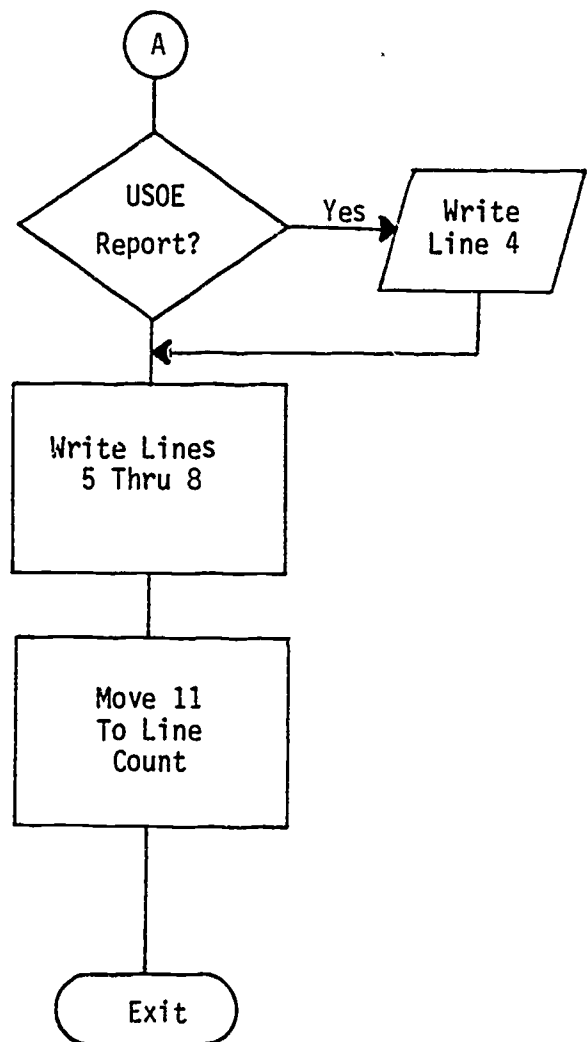 A
USOE
Report?
Yes
Write
Line 4
Write Lines
5 Thru 8
Move 11
To Line
Count
Exit